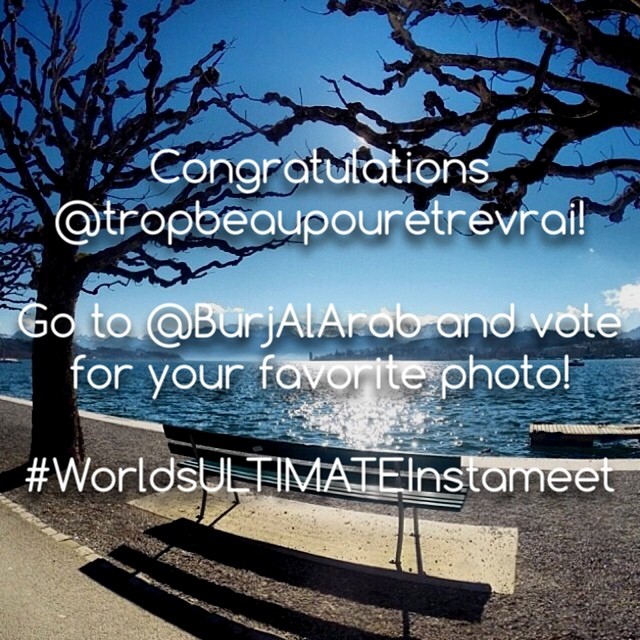 Congratulations
@tropbeaupouretrevrai!
Go to @BurjAlArab and vote
for your favorite photo!
#WorldsULTIMATEInstameet